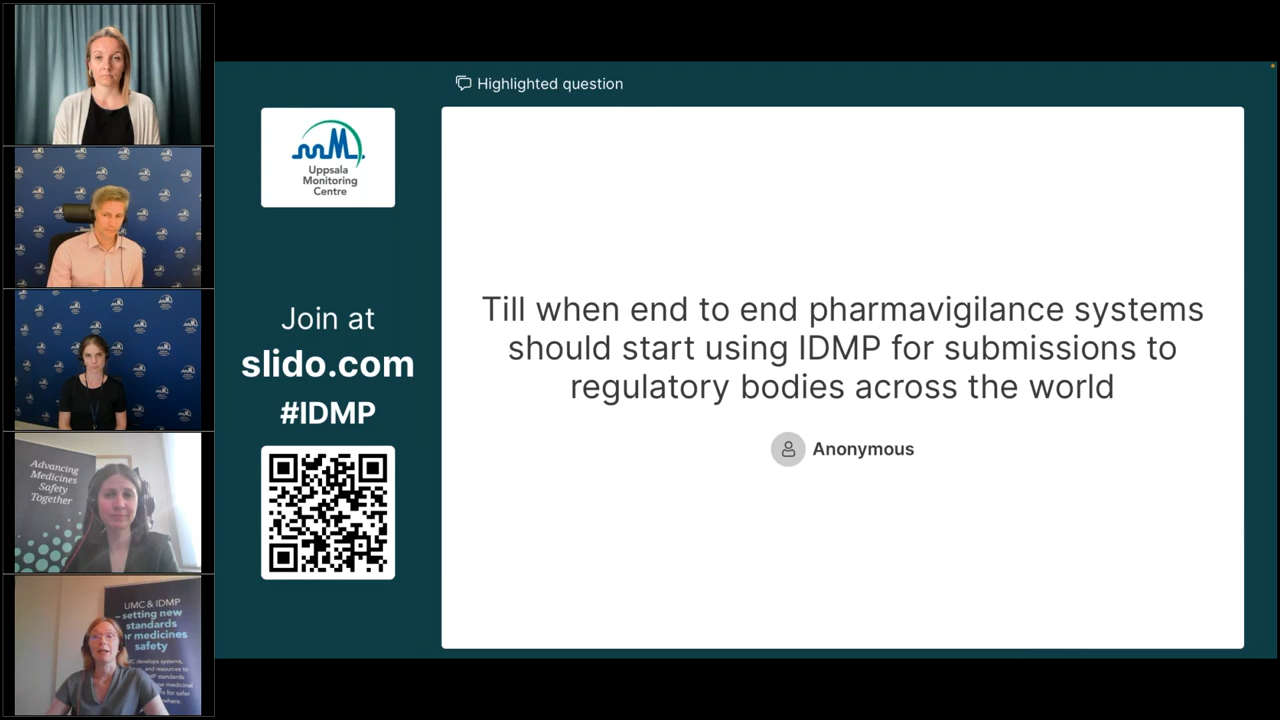 Highlighted question
Uppsala
Monitoring
Centre
Join at
slido.com
#IDMP
Till when end to end pharmavigilance systems
should start using IDMP for submissions to
regulatory bodies across the world
Anonymous
Advancing
Medicines
Safety
Together
UMC & IDMP
– setting new
standards
for medicines
safety